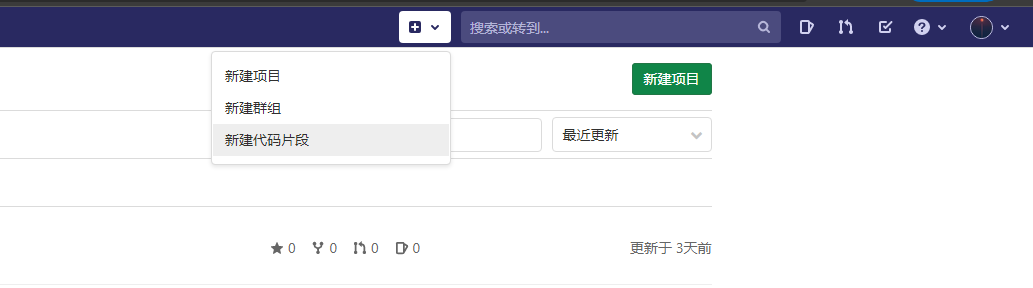 搜索或转到...
新建项目
新建群组
新建代码片段
新建项目
最近更新
0 0 0 0
更新于 3天前